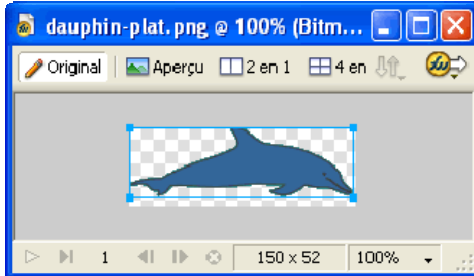 dauphin-plat.png @ 100% (Bitm...
Original Aperçu 2 en 1 4 en
1 150 x 52 100%